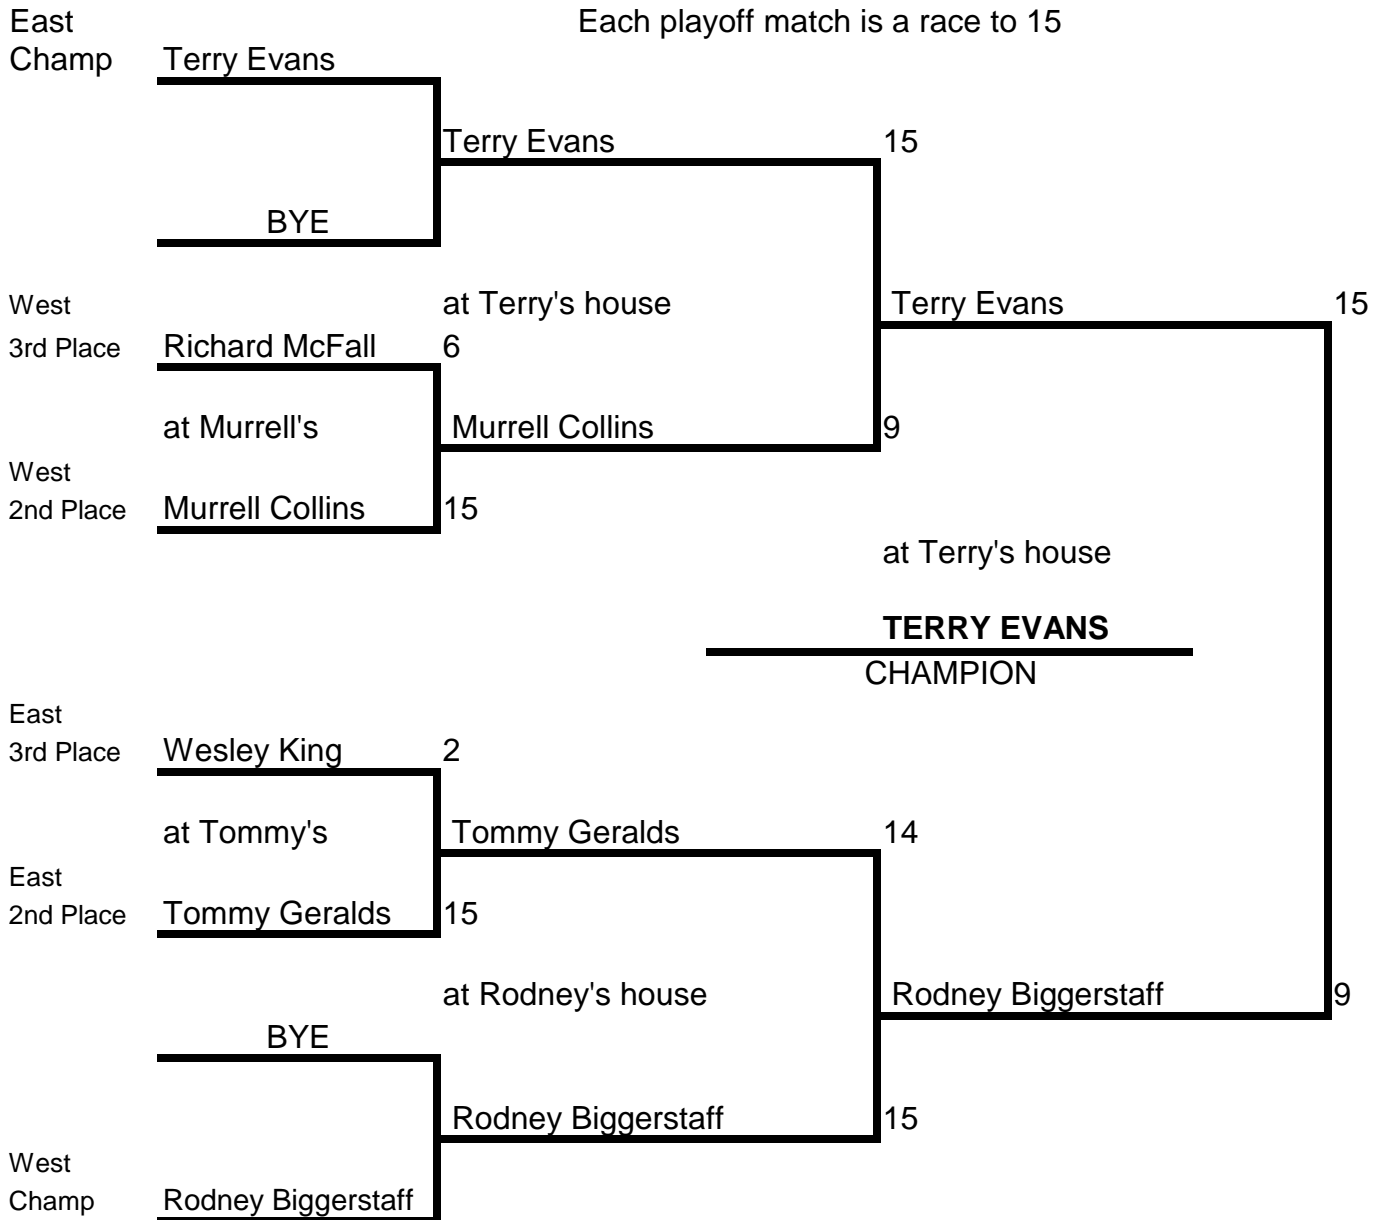 East
Champ
Each playoff match is a race to 15
Terry Evans
Terry Evans
15
BYE
West
3rd Place
at Terry's house
Terry Evans
15
Richard McFall
6
at Murrell's
Murrell Collins
9
West
2nd Place
Murrell Collins
15
at Terry's house
TERRY EVANS
CHAMPION
East
3rd Place
Wesley King
2
at Tommy's
Tommy Geralds
14
East
2nd Place
Tommy Geralds
15
at Rodney's house
Rodney Biggerstaff
9
BYE
Rodney Biggerstaff
15
West
Champ
Rodney Biggerstaff